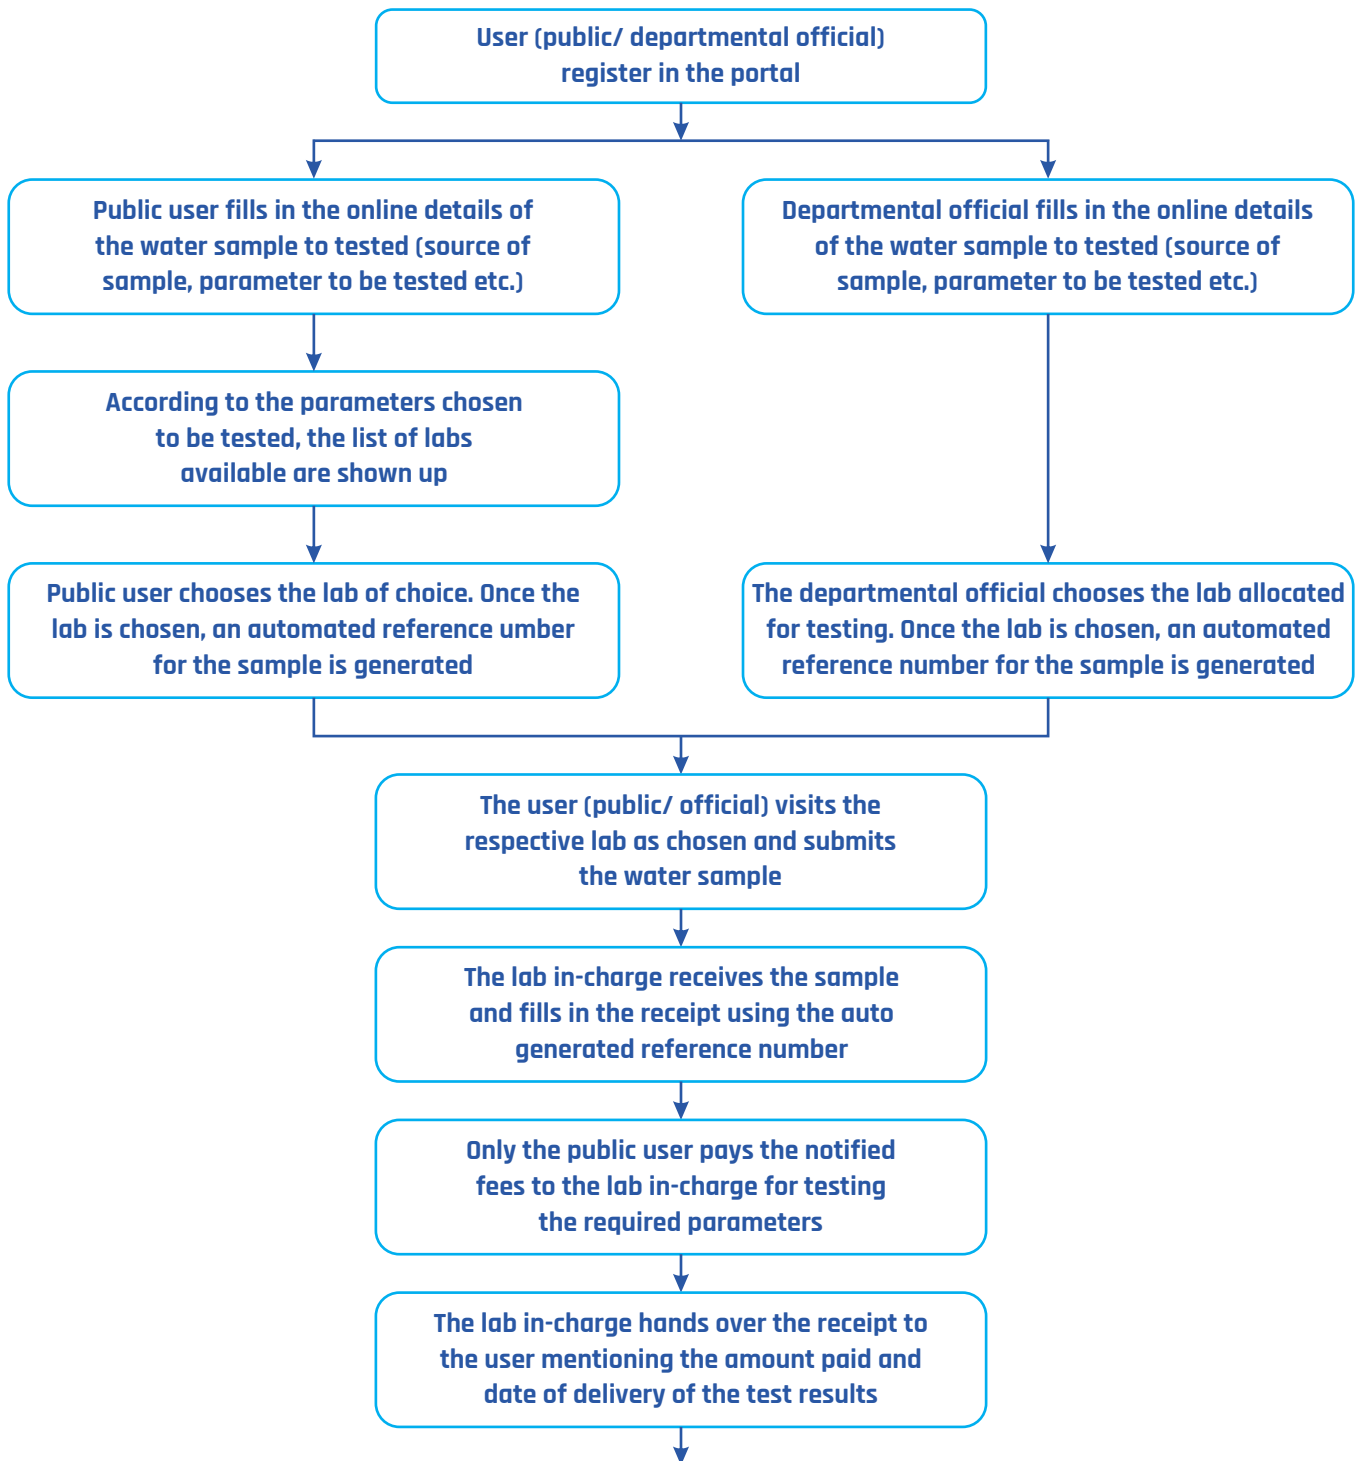 User (public/ departmental official)
register in the portal
Public user fills in the online details of
the water sample to tested (source of
sample, parameter to be tested etc.)
Departmental official fills in the online details
of the water sample to tested (source of
sample, parameter to be tested etc.)
According to the parameters chosen
to be tested, the list of labs
available are shown up
Public user chooses the lab of choice. Once the
lab is chosen, an automated reference umber
for the sample is generated
The departmental official chooses the lab allocated
for testing. Once the lab is chosen, an automated
reference number for the sample is generated
The user (public/ official) visits the
respective lab as chosen and submits
the water sample
The lab in-charge receives the sample
and fills in the receipt using the auto
generated reference number
Only the public user pays the notified
fees to the lab in-charge for testing
the required parameters
The lab in-charge hands over the receipt to
the user mentioning the amount paid and
date of delivery of the test results